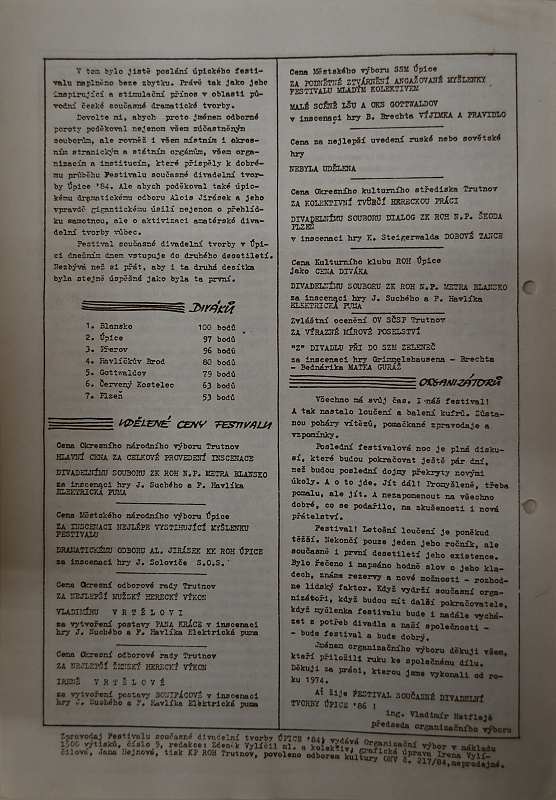 V tom bylo jistě poslání úpického festi-
valu naplněno beze zbytku. Právě tak jako jeho
inspirující a stimulační přínos v oblasti pů-
vodní české současné dramatické tvorby.
Dovolte mi, abych proto jménem odborné
poroty poděkoval nejenom všem zúčastněným
souborům, ale rovněž i všem místním i okres-
ním stranickým a státním orgánům, všem orga-
nizacím a institucím, které přispěly k dobré-
mu průběhu Festivalu současné divadelní tvor-
by Úpice '84. Ale abych poděkoval také úpic-
kému dramatickému odboru Alois Jirásek a jeho
vpravdě gigantickému úsilí nejenom o přehlíd-
ku samotnou, ale o aktivizaci amatérské diva-
delní tvorby vůbec.
Festival současné divadelní tvorby v Úpi-
ci dnešním dnem vstupuje do druhého desetiletí.
Nezbývá než si přát, aby i ta druhá desítka
byla stejně úspěšná jako byla ta první.
DIVÁKŮ
1. Blansko 100 bodů
2. Úpice 97 bodů
3. Přerov 96 bodů
4. Havlíčkův Brod 80 bodů
5. Gottwaldov 79 bodů
6. Červený Kostelec 63 bodů
7. Plzeň 53 bodů
UDĚLENÉ CENY FESTIVALU
Cena Okresního národního výboru Trutnov
HLAVNÍ CENA ZA CELKOVÉ PROVEDENÍ INSCENACE
DIVADELNÍMU SOUBORU ZK ROH N.P. METRA BLANSKO
za inscenaci hry J. Suchého a F. Havlíka
ELEKTRICKÁ PUMA
Cena Městského národního výboru Úpice
ZA INSCENACI NEJLÉPE VYSTIHUJÍCÍ MYŠLENKU
FESTIVALU
DRAMATICKÉMU ODBORU AL. JIRÁSEK KK ROH ÚPICE
za inscenaci hry J. Soloviče S.O.S.
Cena Okresní odborové rady Trutnov
ZA NEJLEPŠÍ MUŽSKÝ HERECKÝ VÝKON
VLADIMÍRU V R T Ě L O V I
za vytvoření postavy PANA KRÁCE v inscenaci
hry J. Suchého a F. Havlíka Elektrická puma
Cena Okresní odborové rady Trutnov
ZA NEJLEPŠÍ ŽENSKÝ HERECKÝ VÝKON
IRENĚ V R T Ě L O V É
za vytvoření postavy BONIFÁCOVÉ v inscenaci
hry J. Suchého a F. Havlíka Elektrická puma
Cena Městského výboru SSM Úpice
ZA PODNĚTNÉ ZTVÁRNĚNÍ ANGAŽOVANÉ MYŠLENKY
FESTIVALU MLADÝM KOLEKTIVEM
MALÉ SCÉNĚ LŠU A OKS GOTTWALDOV
v inscenaci hry B. Brechta VÝJIMKA A PRAVIDLO
Cena za nejlepší uvedení ruské nebo sovětské
hry
NEBYLA UDĚLENA
Cena Okresního kulturního střediska Trutnov
ZA KOLEKTIVNÍ TVŮRČÍ HERECKOU PRÁCI
DIVADELNÍMU SOUBORU DIALOG ZK ROH N.P. ŠKODA
PLZEŇ
v inscenaci hry K. Steigerwalda DOBOVÉ TANCE
Cena Kulturního klubu ROH Úpice
jako CENA DIVÁKA
DIVADELNÍMU SOUBORU ZK ROH N.P. METRA BLANSKO
za inscenaci hry J. Suchého a F. Havlíka
ELEKTRICKÁ PUMA
Zvláštní ocenění OV SČSP Trutnov
ZA VÝRAZNÉ MÍROVÉ POSELSTVÍ
"Z" DIVADLU PŘI DO SZM ZELENEČ
za inscenaci hry Grimmelshausena - Brechta
- Bednárika MATKA GURÁŽ
ORGANIZÁTORŮ
Všechno má svůj čas. I náš festival!
A tak nastalo loučení a balení kufrů. Zůsta-
nou poháry vítězů, pomačkané zpravodaje a
vzpomínky.
Poslední festivalová noc je plná disku-
sí, které budou pokračovat ještě pár dní,
než budou poslední dojmy překryty novými
úkoly. A o to jde. Jít dál! Promyšleně, třeba
pomalu, ale jít. A nezapomenout na všechno
dobré, co se podařilo, na zkušenosti i nová
přátelství.
Festival! Letošní loučení je poněkud
těžší. Nekončí pouze jeden jeho ročník, ale
současně i první desetiletí jeho existence.
Bylo řečeno i napsáno hodně slov o jeho kla-
dech, známe rezervy a nové možnosti - rozhod-
ne lidský faktor. Když vydrží současní orga-
nizátoři, když budou mít další pokračovatele,
když myšlenka festivalu bude i nadále vychá-
zet z potřeb divadla a naší společnosti -
- bude festival a bude dobrý.
Jménem organizačního výboru děkuji všem,
kteří přiložili ruku ke společnému dílu.
Děkuji za práci, kterou jsme vykonali od ro-
ku 1974.
Ať žije FESTIVAL SOUČASNÉ DIVADELNÍ
TVORBY ÚPICE '86 !
ing. Vladimír Hetflejš
předseda organizačního výboru
Zpravodaj Festivalu současné divadelní tvorby ÚPICE '84, vydává Organizační výbor v nákladu
1500 výtisků, číslo 9, redakce: Zdeněk Vylíčil ml. a kolektiv, grafická úprava Irena Vylí-
čilová, Jana Hejnová, tisk KP ROH Trutnov, povoleno odborem kultury ONV č. 217/84, neprodejné.